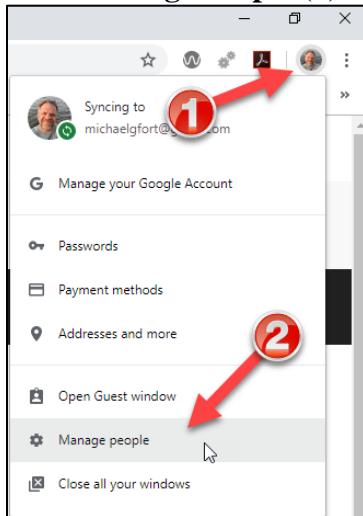 1
Syncing to
michaelgfort@g
om
G Manage your Google Account
Passwords
Payment methods
Addresses and more
2
Open Guest window
Manage people
Close all your windows